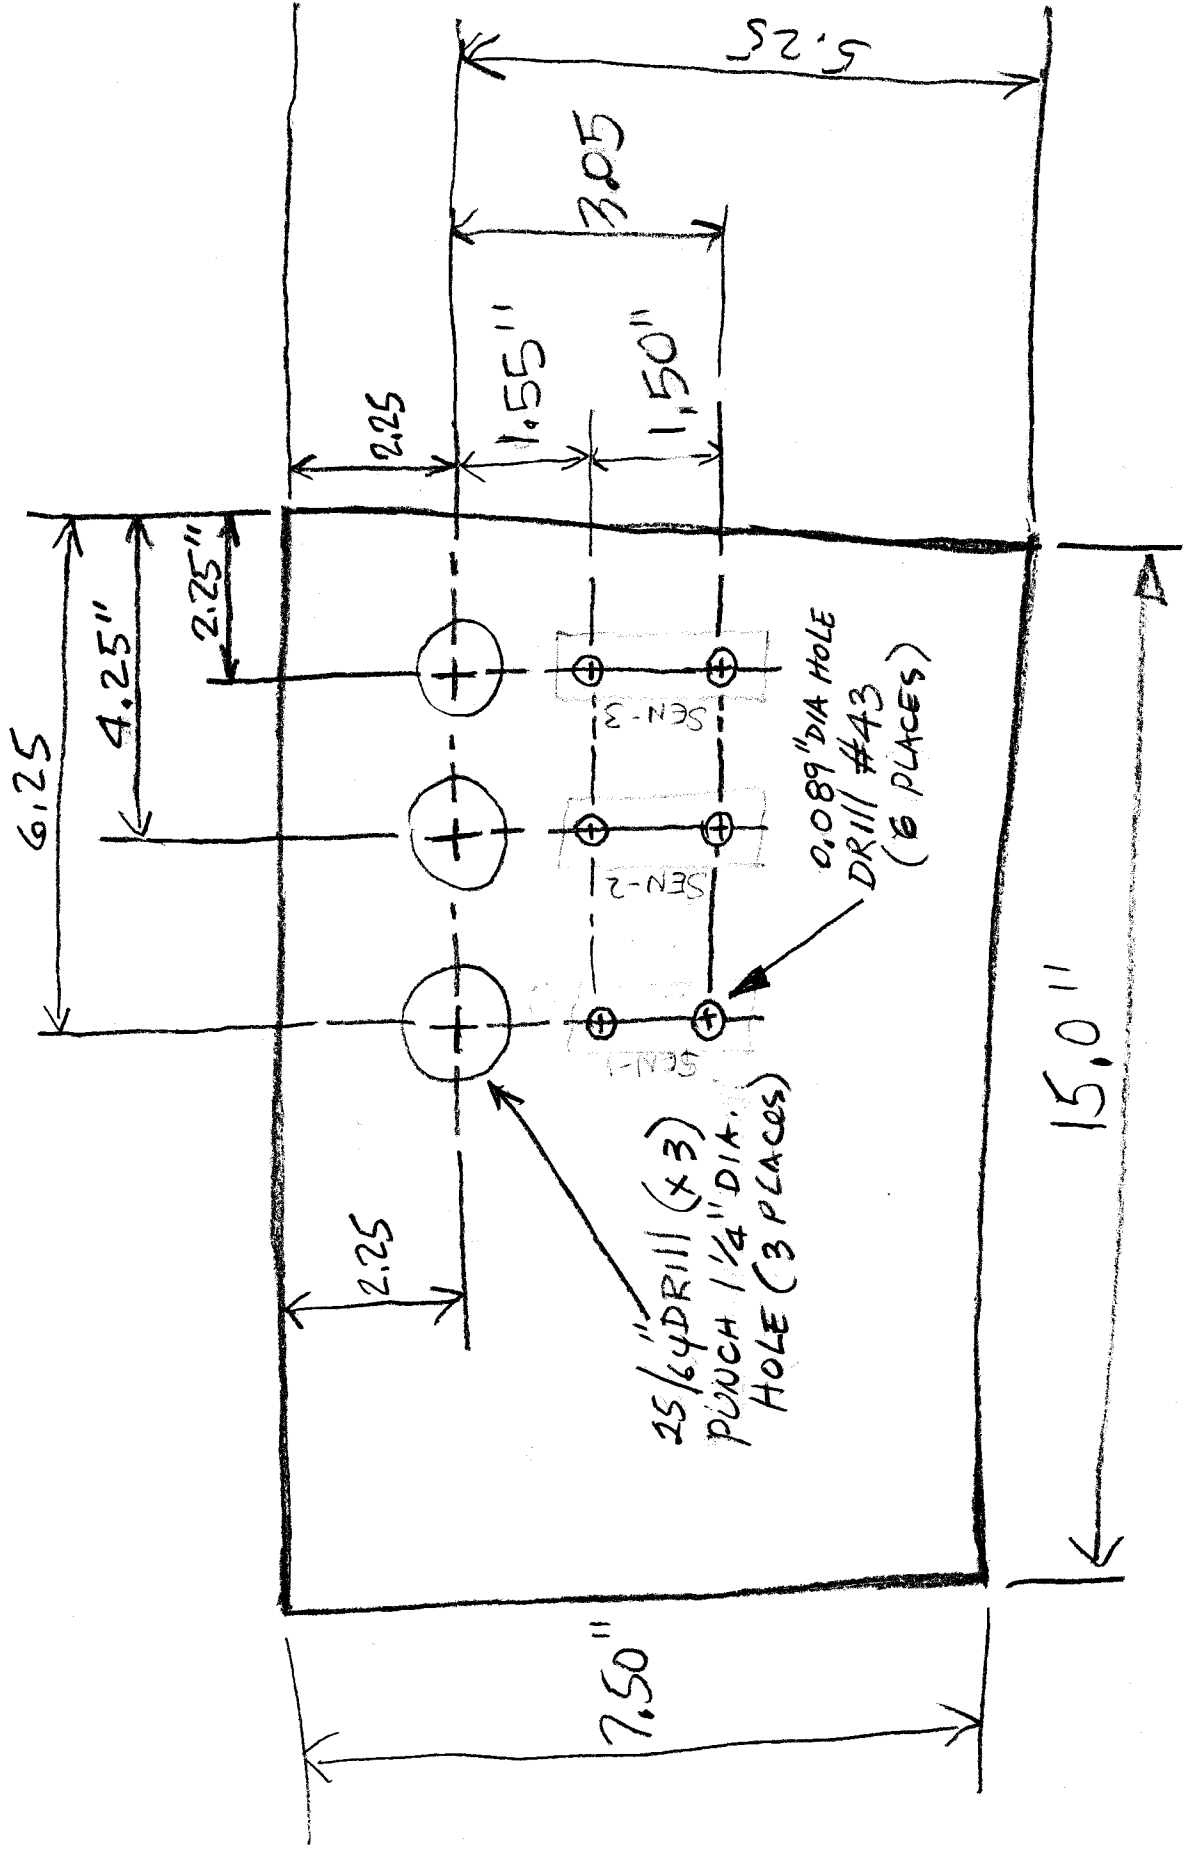 6.25
4.25"
2.25"
2.25
1.55"
1,50"
3.05
5.25
2.25
SEN-1
SEN-2
SEN-3
25/64" DRIll (x3)
PUNCH 1 1/4" DIA.
HOLE (3 PLACes)
0.089" DIA HOLE
DRIll #43
(6 PLACES)
7.50"
15.0"